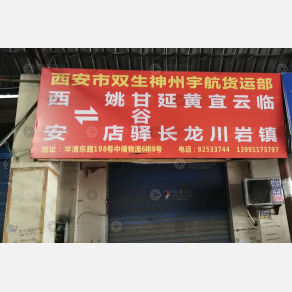 西安市双生神州宇航货运部
西 ⇌ 姚甘延黄宜云临
谷
安 店驿长龙川岩镇
地址：华清东路198号中储物流6排8号 电话：82533744 13991173797